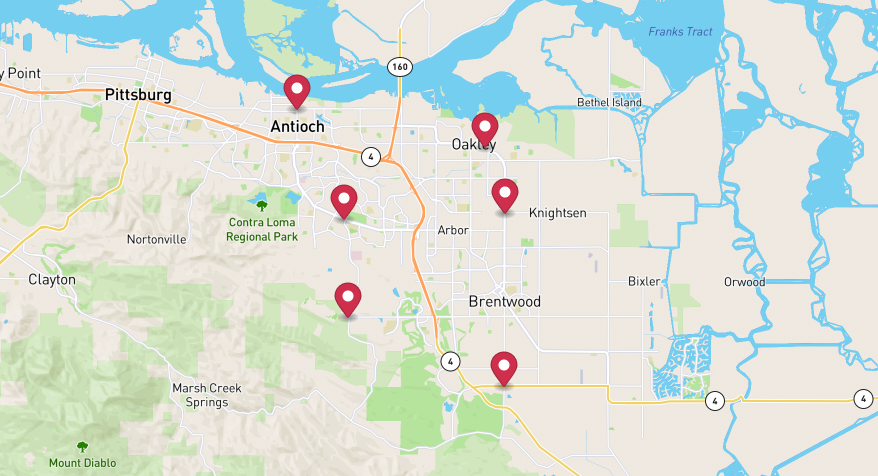 Franks Tract
160
y Point
Pittsburg
Bethel Island
Antioch
Oakley
4
Contra Loma
Regional Park
Knightsen
Arbor
Nortonville
Clayton
Bixler
Orwood
Brentwood
4
Marsh Creek
Springs
4
4
Mount Diablo